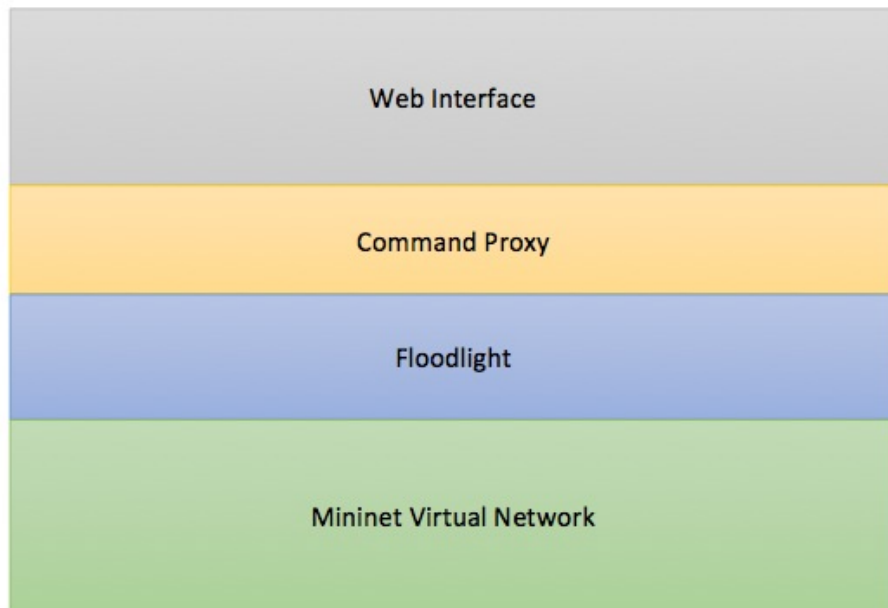 Web Interface
Command Proxy
Floodlight
Mininet Virtual Network